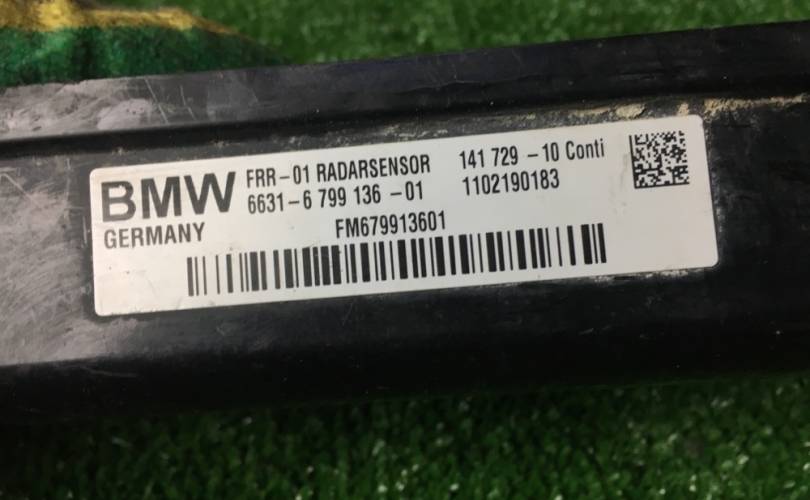 BMW FRR-01 RADARSENSOR 141 729 -10 Conti
6631-6 799 136 -01 1102190183
GERMANY FM679913601